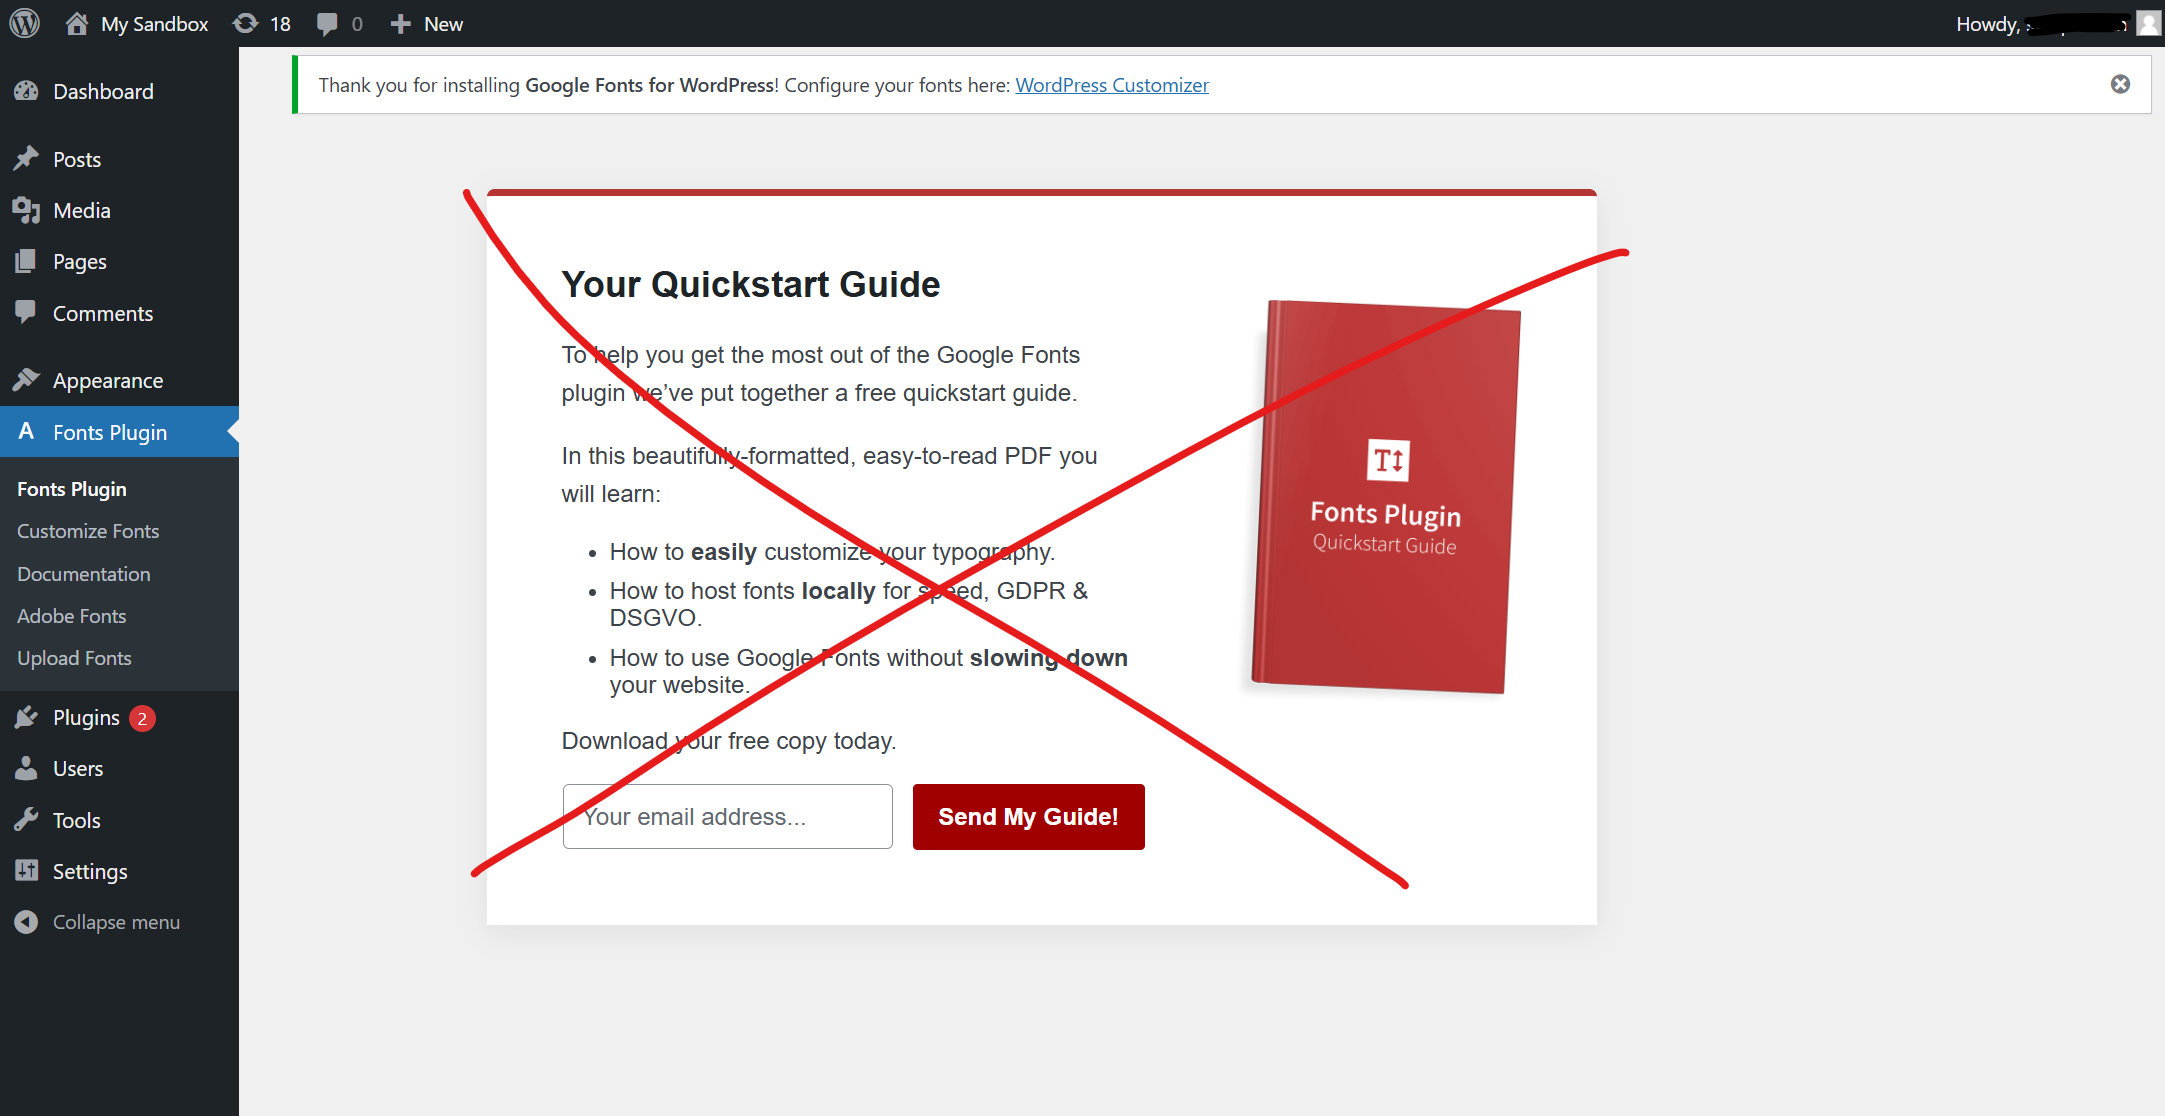 My Sandbox 18 0 New Howdy,
Thank you for installing Google Fonts for WordPress! Configure your fonts here: WordPress Customizer
Dashboard
Posts
Media
Pages
Comments
Appearance
A Fonts Plugin
Fonts Plugin
Customize Fonts
Documentation
Adobe Fonts
Upload Fonts
Plugins 2
Users
Tools
Settings
Collapse menu
Your Quickstart Guide
To help you get the most out of the Google Fonts
plugin we’ve put together a free quickstart guide.
In this beautifully-formatted, easy-to-read PDF you
will learn:
• How to easily customize your typography.
• How to host fonts locally for speed, GDPR &
DSGVO.
• How to use Google Fonts without slowing down
your website.
Download your free copy today.
Your email address...
Send My Guide!
T
Fonts Plugin
Quickstart Guide